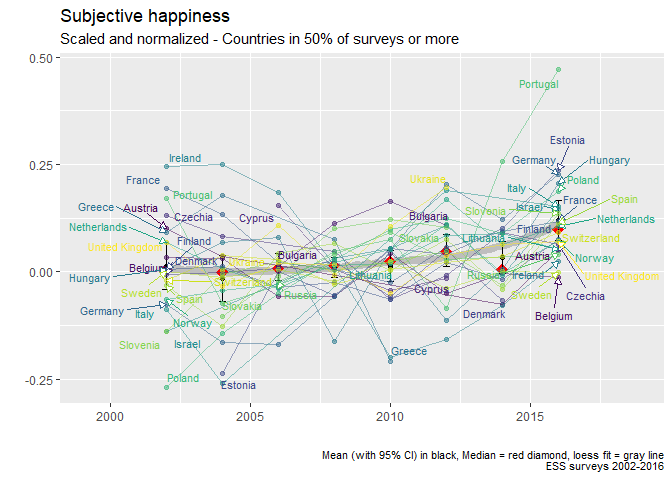 Subjective happiness
Scaled and normalized - Countries in 50% of surveys or more
0.50
Portugal
Estonia
Ireland
Germany
Hungary
0.25
France
Portugal
Ukraine
Poland
Italy
Greece
Austria
Czechia
Cyprus
Bulgaria
Slovenia
Israel
France
Spain
Netherlands
Netherlands
United Kingdom
Finland
Slovakia
Lithuania
Finland
Switzerland
Belgium
Denmark
Ukraine
Bulgaria
Austria
Norway
0.00
Hungary
Switzerland
Lithuania
Russia
Ireland
United Kingdom
Sweden
Spain
Russia
Cyprus
Sweden
Czechia
Germany
Italy
Slovakia
Denmark
Belgium
Norway
Slovenia
Israel
Greece
-0.25
Poland
Estonia
2000
2005
2010
2015
Mean (with 95% CI) in black, Median = red diamond, loess fit = gray line
ESS surveys 2002-2016